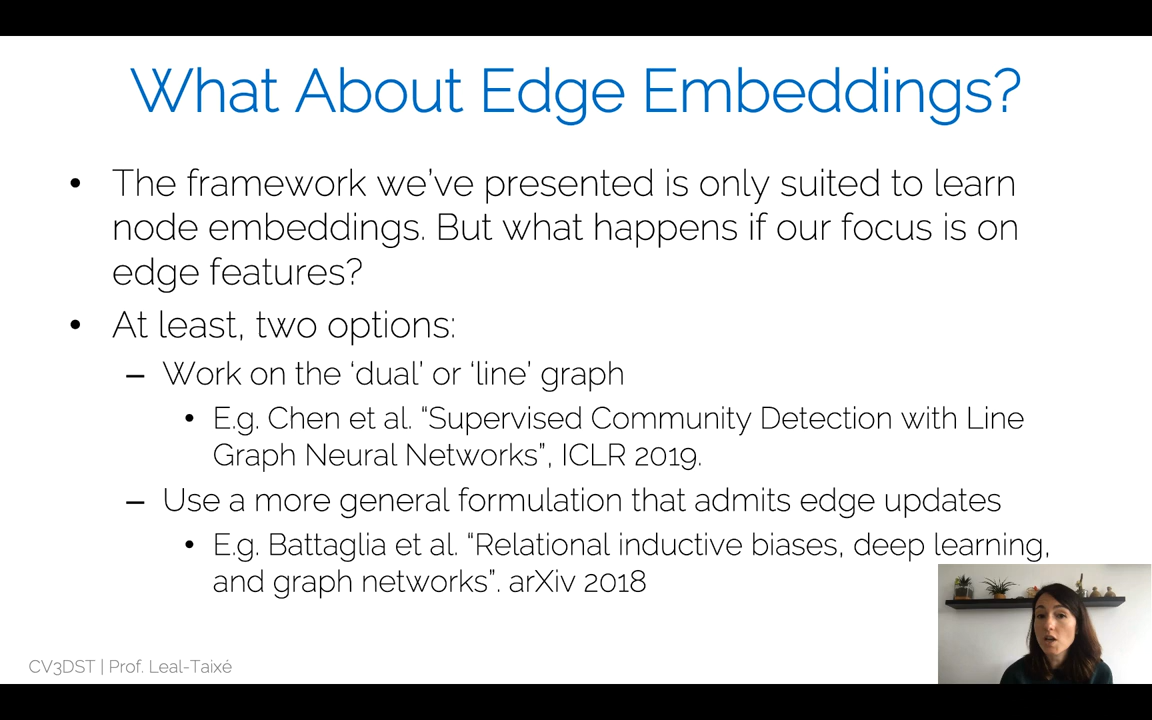 What About Edge Embeddings?
• The framework we've presented is only suited to learn
node embeddings. But what happens if our focus is on
edge features?
• At least, two options:
– Work on the 'dual' or 'line' graph
• E.g. Chen et al. "Supervised Community Detection with Line
Graph Neural Networks", ICLR 2019.
– Use a more general formulation that admits edge updates
• E.g. Battaglia et al. "Relational inductive biases, deep learning,
and graph networks". arXiv 2018
CV3DST | Prof. Leal-Taixé